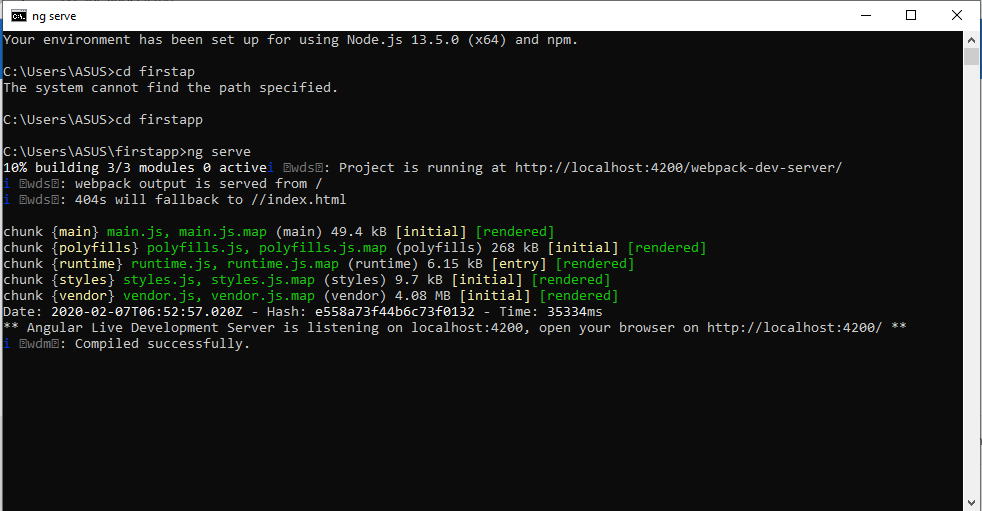 ng serve
Your environment has been set up for using Node.js 13.5.0 (x64) and npm.
C:\Users\ASUS>cd firstap
The system cannot find the path specified.
C:\Users\ASUS>cd firstapp
C:\Users\ASUS\firstapp>ng serve
10% building 3/3 modules 0 activei ⍰wds⍰: Project is running at http://localhost:4200/webpack-dev-server/
i ⍰wds⍰: webpack output is served from /
i ⍰wds⍰: 404s will fallback to //index.html
chunk {main} main.js, main.js.map (main) 49.4 kB [initial] [rendered]
chunk {polyfills} polyfills.js, polyfills.js.map (polyfills) 268 kB [initial] [rendered]
chunk {runtime} runtime.js, runtime.js.map (runtime) 6.15 kB [entry] [rendered]
chunk {styles} styles.js, styles.js.map (styles) 9.7 kB [initial] [rendered]
chunk {vendor} vendor.js, vendor.js.map (vendor) 4.08 MB [initial] [rendered]
Date: 2020-02-07T06:52:57.020Z - Hash: e558a73f44b6c73f0132 - Time: 35334ms
** Angular Live Development Server is listening on localhost:4200, open your browser on http://localhost:4200/ **
i ⍰wdm⍰: Compiled successfully.